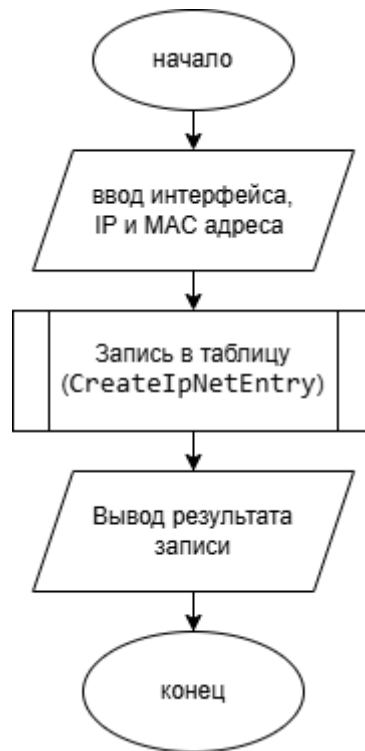 начало
ввод интерфейса,
IP и MAC адреса
Запись в таблицу
(CreateIpNetEntry)
Вывод результата
записи
конец